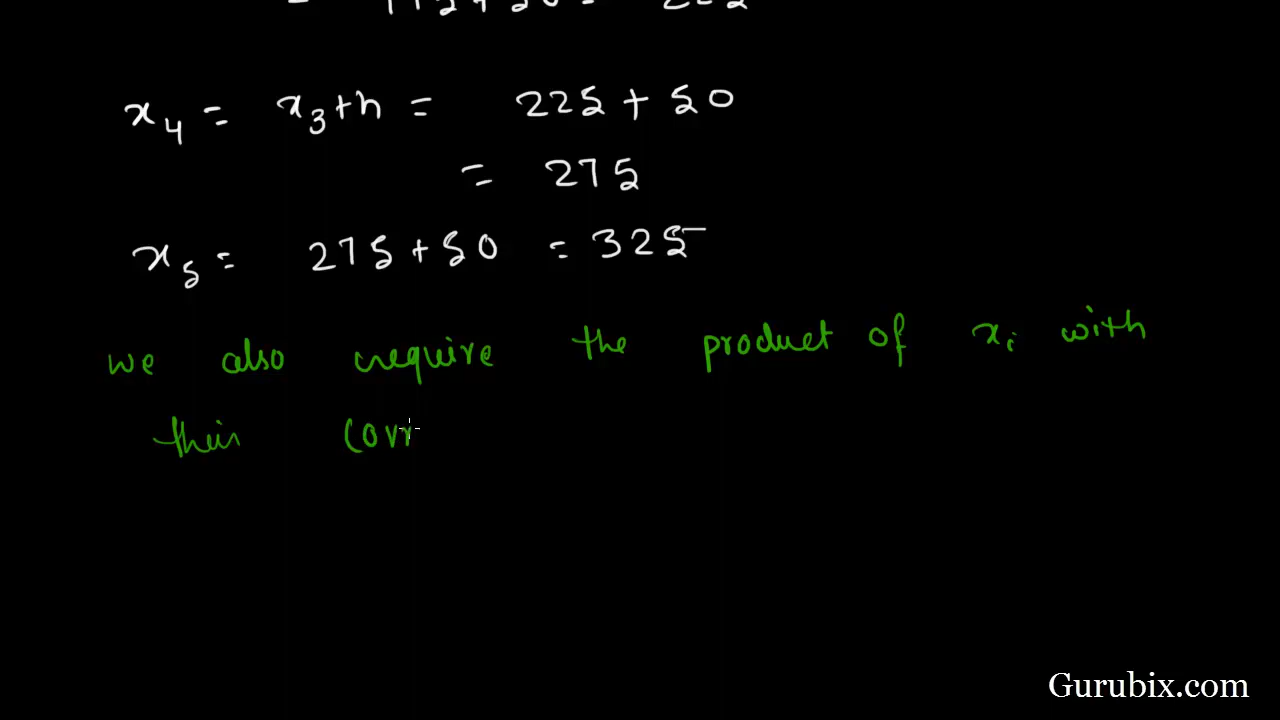 x₄ = x₃+h = 225 + 50
= 275
x₅ = 275 + 50 = 325
we also require the product of xᵢ with
their corr
Gurubix.com